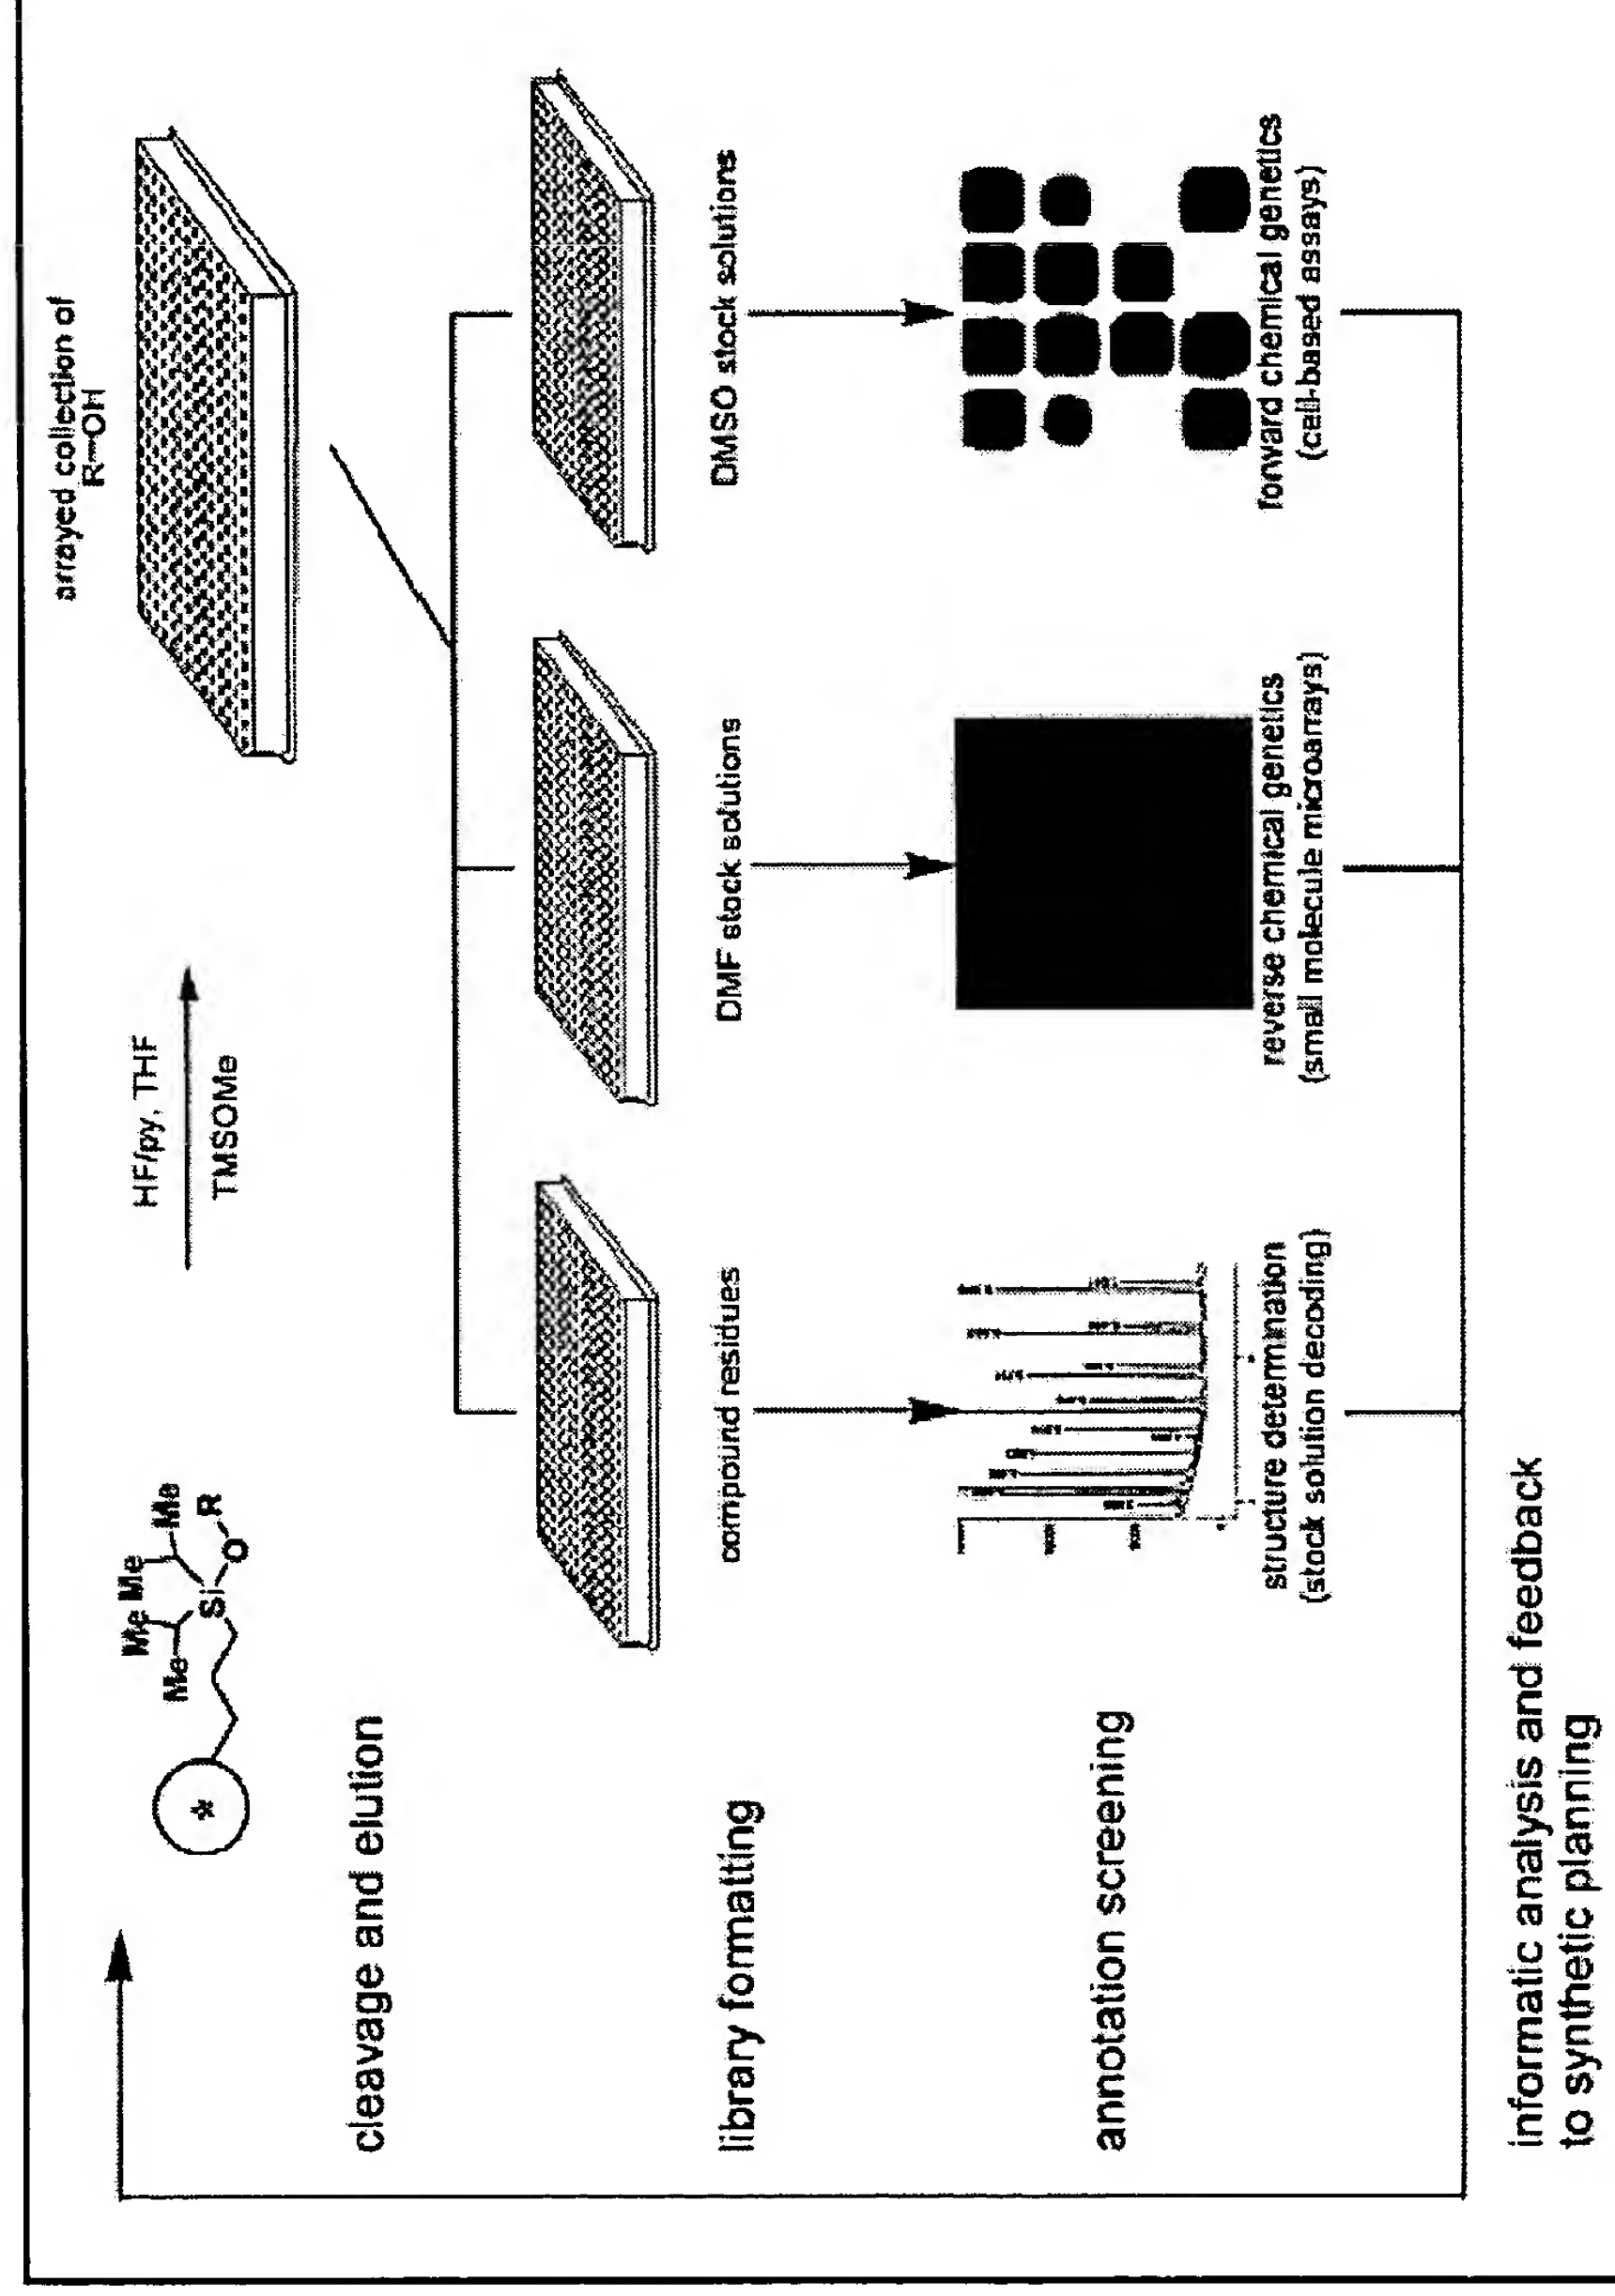 Me
Me
Me
Me
Si
O
R
*
HF/py, THF
TMSOMe
arrayed collection of
R—OH
cleavage and elution
library formatting
compound residues
DMF stock solutions
DMSO stock solutions
annotation screening
structure determination
(stock solution decoding)
reverse chemical genetics
(small molecule microarrays)
forward chemical genetics
(cell-based assays)
informatic analysis and feedback
to synthetic planning